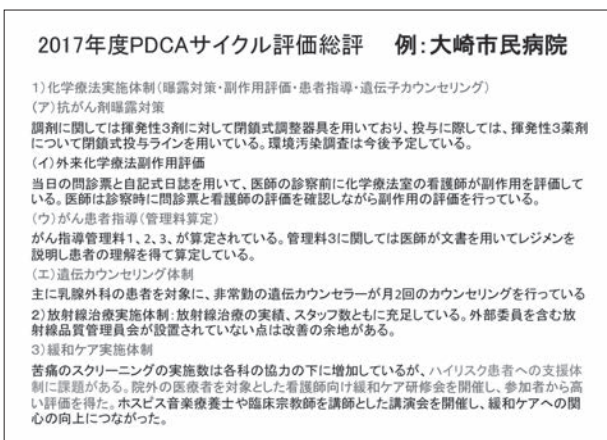 2017年度PDCAサイクル評価総評　例:大崎市民病院
1)化学療法実施体制(曝露対策・副作用評価・患者指導・遺伝子カウンセリング)
(ア)抗がん剤曝露対策
調剤に関しては揮発性3剤に対して閉鎖式調整器具を用いており、投与に際しては、揮発性3薬剤
について閉鎖式投与ラインを用いている。環境汚染調査は今後予定している。
(イ)外来化学療法副作用評価
当日の問診票と自記式日誌を用いて、医師の診察前に化学療法室の看護師が副作用を評価して
いる。医師は診察時に問診票と看護師の評価を確認しながら副作用の評価を行っている。
(ウ)がん患者指導(管理料算定)
がん指導管理料1、2、3、が算定されている。管理料3に関しては医師が文書を用いてレジメンを
説明し患者の理解を得て算定している。
(エ)遺伝カウンセリング体制
主に乳腺外科の患者を対象に、非常勤の遺伝カウンセラーが月2回のカウンセリングを行っている
2)放射線治療実施体制:放射線治療の実績、スタッフ数ともに充足している。外部委員を含む放
射線品質管理員会が設置されていない点は改善の余地がある。
3)緩和ケア実施体制
苦痛のスクリーニングの実施数は各科の協力の下に増加しているが、ハイリスク患者への支援体
制に課題がある。院外の医療者を対象とした看護師向け緩和ケア研修会を開催し、参加者から高
い評価を得た。ホスピス音楽療養士や臨床宗教師を講師とした講演会を開催し、緩和ケアへの関
心の向上につながった。